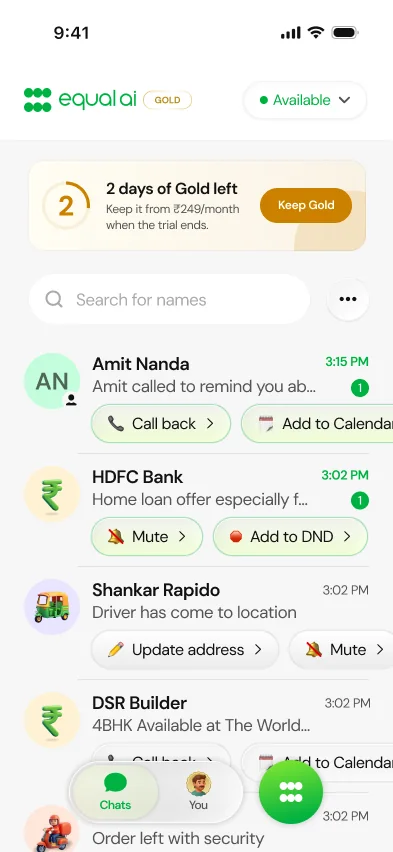 9:41
equal ai GOLD
Available
2
2 days of Gold left
Keep it from ₹249/month
when the trial ends.
Keep Gold
Search for names
AN
Amit Nanda
3:15 PM
Amit called to remind you ab...
1
Call back
Add to Calendar
HDFC Bank
3:02 PM
Home loan offer especially f...
1
Mute
Add to DND
Shankar Rapido
3:02 PM
Driver has come to location
Update address
Mute
DSR Builder
3:02 PM
4BHK Available at The World...
Call back
Add to Calendar
Chats
You
3:02 PM
Order left with security